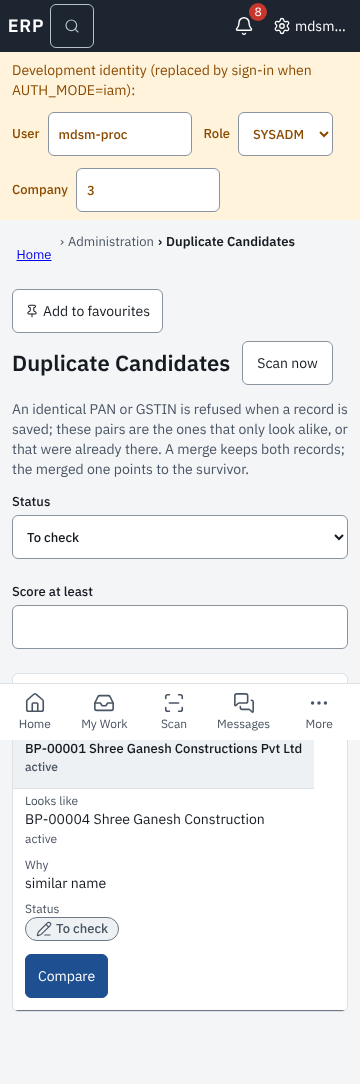 ERP
8
mdsm...
Development identity (replaced by sign-in when
AUTH_MODE=iam):
User
mdsm-proc
Role
SYSADM
Company
3
Home
› Administration › Duplicate Candidates
Add to favourites
Duplicate Candidates
Scan now
An identical PAN or GSTIN is refused when a record is
saved; these pairs are the ones that only look alike, or
that were already there. A merge keeps both records;
the merged one points to the survivor.
Status
To check
Score at least
Home
My Work
Scan
Messages
More
BP-00001 Shree Ganesh Constructions Pvt Ltd
active
Looks like
BP-00004 Shree Ganesh Construction
active
Why
similar name
Status
To check
Compare